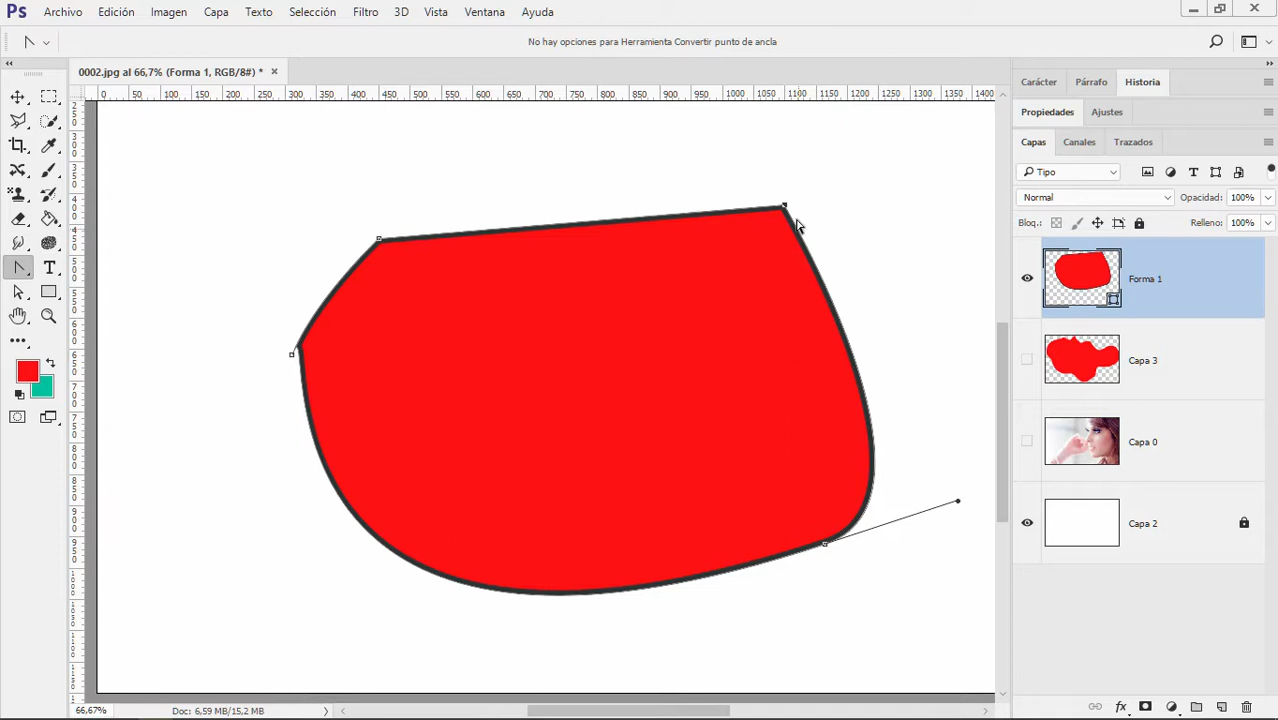 Ps Archivo Edición Imagen Capa Texto Selección Filtro 3D Vista Ventana Ayuda
No hay opciones para Herramienta Convertir punto de ancla
0002.jpg al 66,7% (Forma 1, RGB/8#) *
0 50 100 150 200 250 300 350 400 450 500 550 600 650 700 750 800 850 900 950 1000 1050 1100 1150 1200 1250 1300 1350 1400
Carácter Párrafo Historia
Propiedades Ajustes
Capas Canales Trazados
Tipo
Normal Opacidad: 100%
Bloq.: Relleno: 100%
Forma 1
Capa 3
Capa 0
Capa 2
T
fx
66,67% Doc: 6,59 MB/15,2 MB